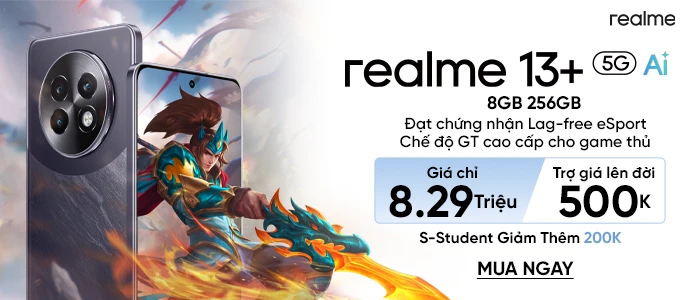 realme
realme 13+ 5G Ai
8GB 256GB
Đạt chứng nhận Lag-free eSport
Chế độ GT cao cấp cho game thủ
Giá chỉ
8.29 Triệu
Trợ giá lên đời
500K
S-Student Giảm Thêm 200K
MUA NGAY